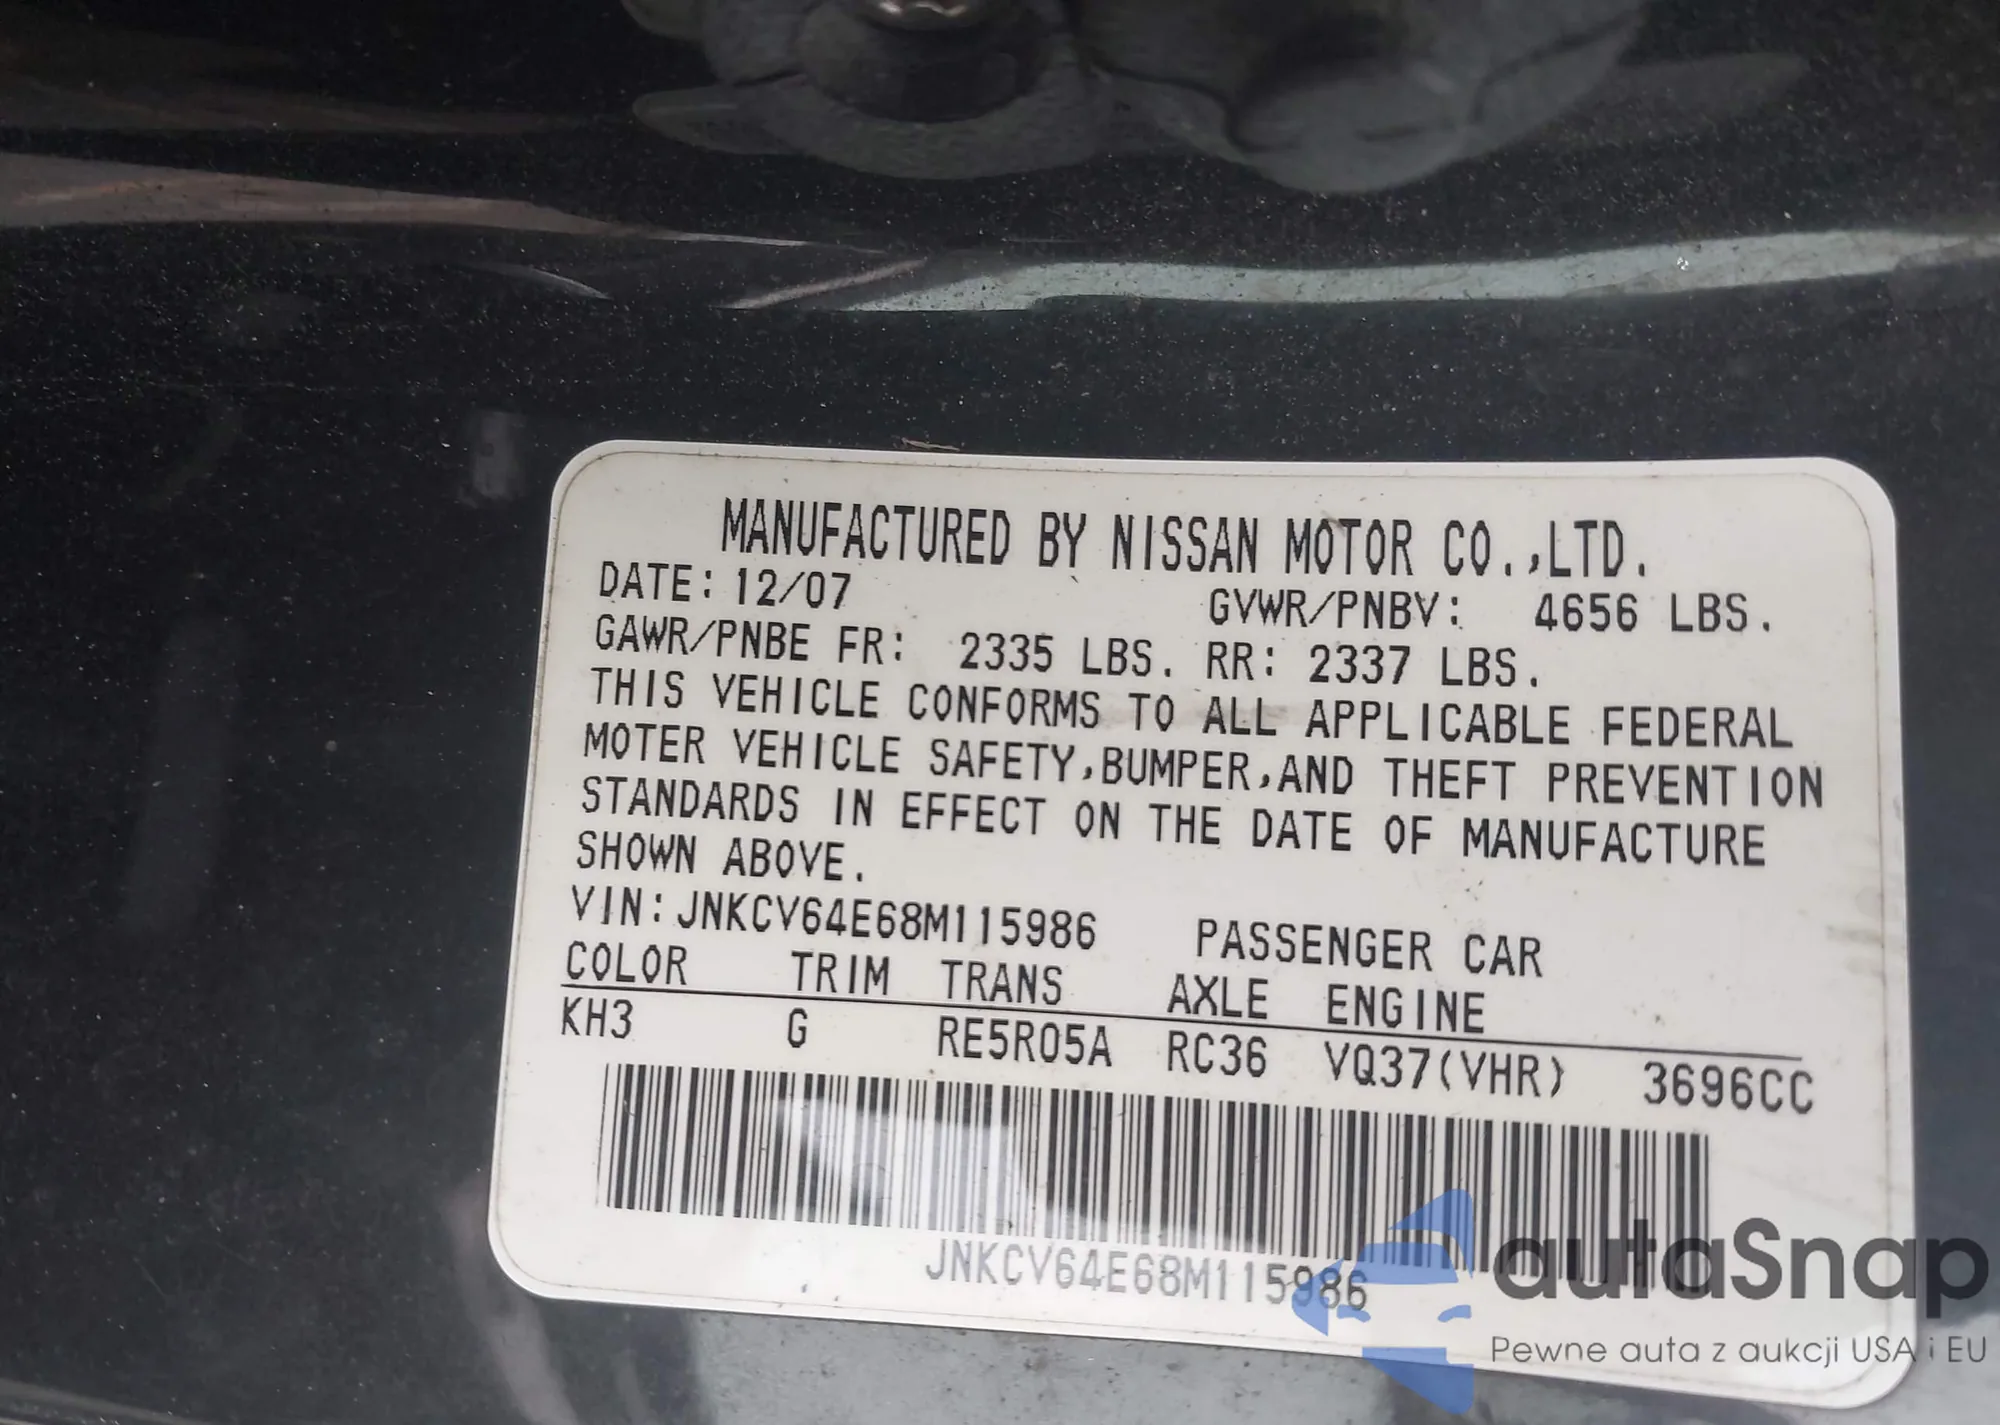 MANUFACTURED BY NISSAN MOTOR CO.,LTD.
DATE: 12/07 GVWR/PNBV: 4656 LBS.
GAWR/PNBE FR: 2335 LBS. RR: 2337 LBS.
THIS VEHICLE CONFORMS TO ALL APPLICABLE FEDERAL
MOTER VEHICLE SAFETY,BUMPER,AND THEFT PREVENTION
STANDARDS IN EFFECT ON THE DATE OF MANUFACTURE
SHOWN ABOVE.
VIN: JNKCV64E68M115986 PASSENGER CAR
COLOR TRIM TRANS AXLE ENGINE
KH3 G RE5R05A RC36 VQ37(VHR) 3696CC
JNKCV64E68M115986
autaSnap
Pewne auta z aukcji USA i EU